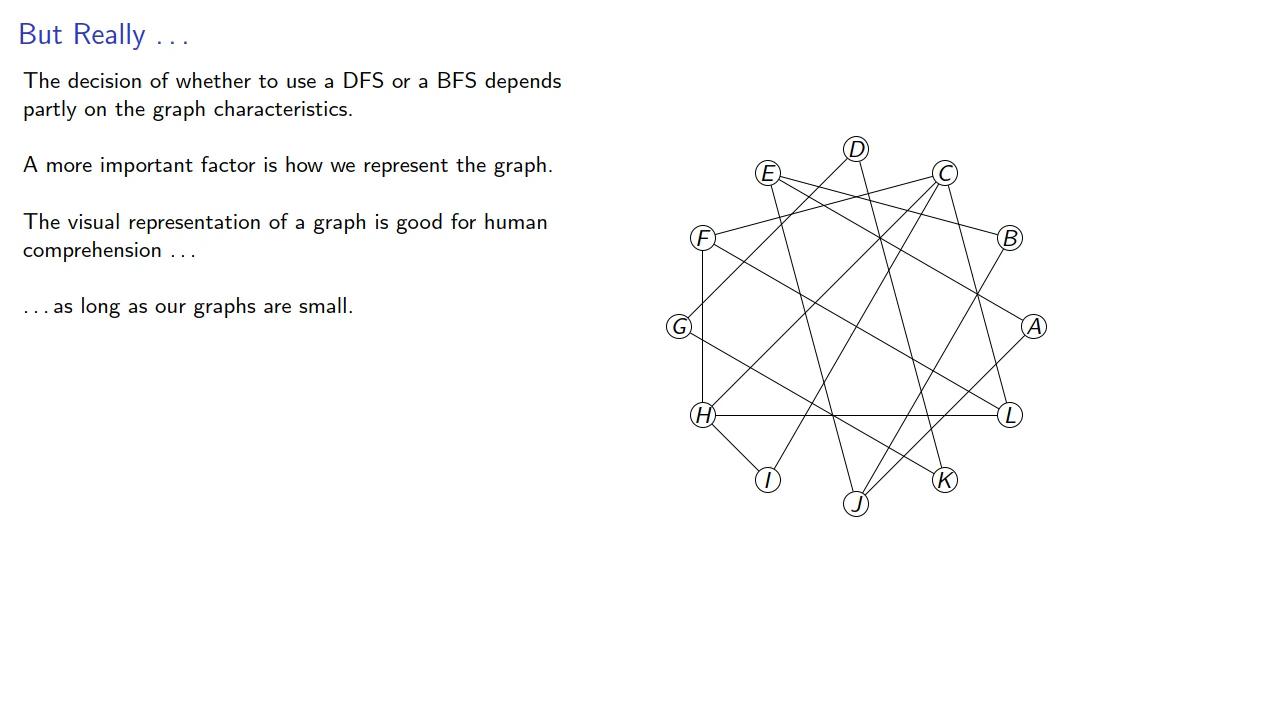 But Really . . .
The decision of whether to use a DFS or a BFS depends
partly on the graph characteristics.
A more important factor is how we represent the graph.
The visual representation of a graph is good for human
comprehension . . .
. . . as long as our graphs are small.
D
E
C
F
B
G
A
H
L
I
K
J